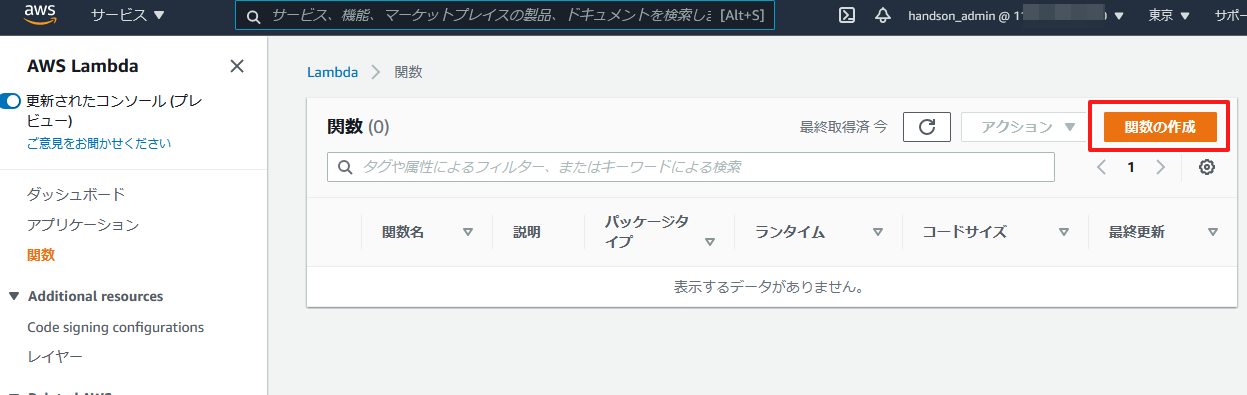 aws
サービス ▼
サービス、機能、マーケットプレイスの製品、ドキュメントを検索しま [Alt+S]
handson_admin @ 11
東京 ▼
サポー
AWS Lambda
更新されたコンソール (プレ
ビュー)
ご意見をお聞かせください
ダッシュボード
アプリケーション
関数
▼ Additional resources
Code signing configurations
レイヤー
Lambda > 関数
関数 (0)
最終取得済 今
アクション ▼
関数の作成
タグや属性によるフィルター、またはキーワードによる検索
1
関数名
説明
パッケージタ
イプ
ランタイム
コードサイズ
最終更新
表示するデータがありません。